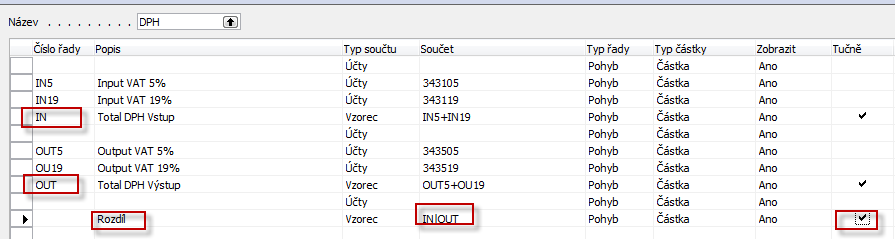 Název . . . . . . . . . DPH
Číslo řady Popis Typ součtu Součet Typ řady Typ částky Zobrazit Tučně
Účty Pohyb Částka Ano
IN5 Input VAT 5% Účty 343105 Pohyb Částka Ano
IN19 Input VAT 19% Účty 343119 Pohyb Částka Ano
IN Total DPH Vstup Vzorec IN5+IN19 Pohyb Částka Ano
Účty Pohyb Částka Ano
OUT5 Output VAT 5% Účty 343505 Pohyb Částka Ano
OU19 Output VAT 19% Účty 343519 Pohyb Částka Ano
OUT Total DPH Výstup Vzorec OUT5+OU19 Pohyb Částka Ano
Účty Pohyb Částka Ano
Rozdíl Vzorec IN|OUT Pohyb Částka Ano